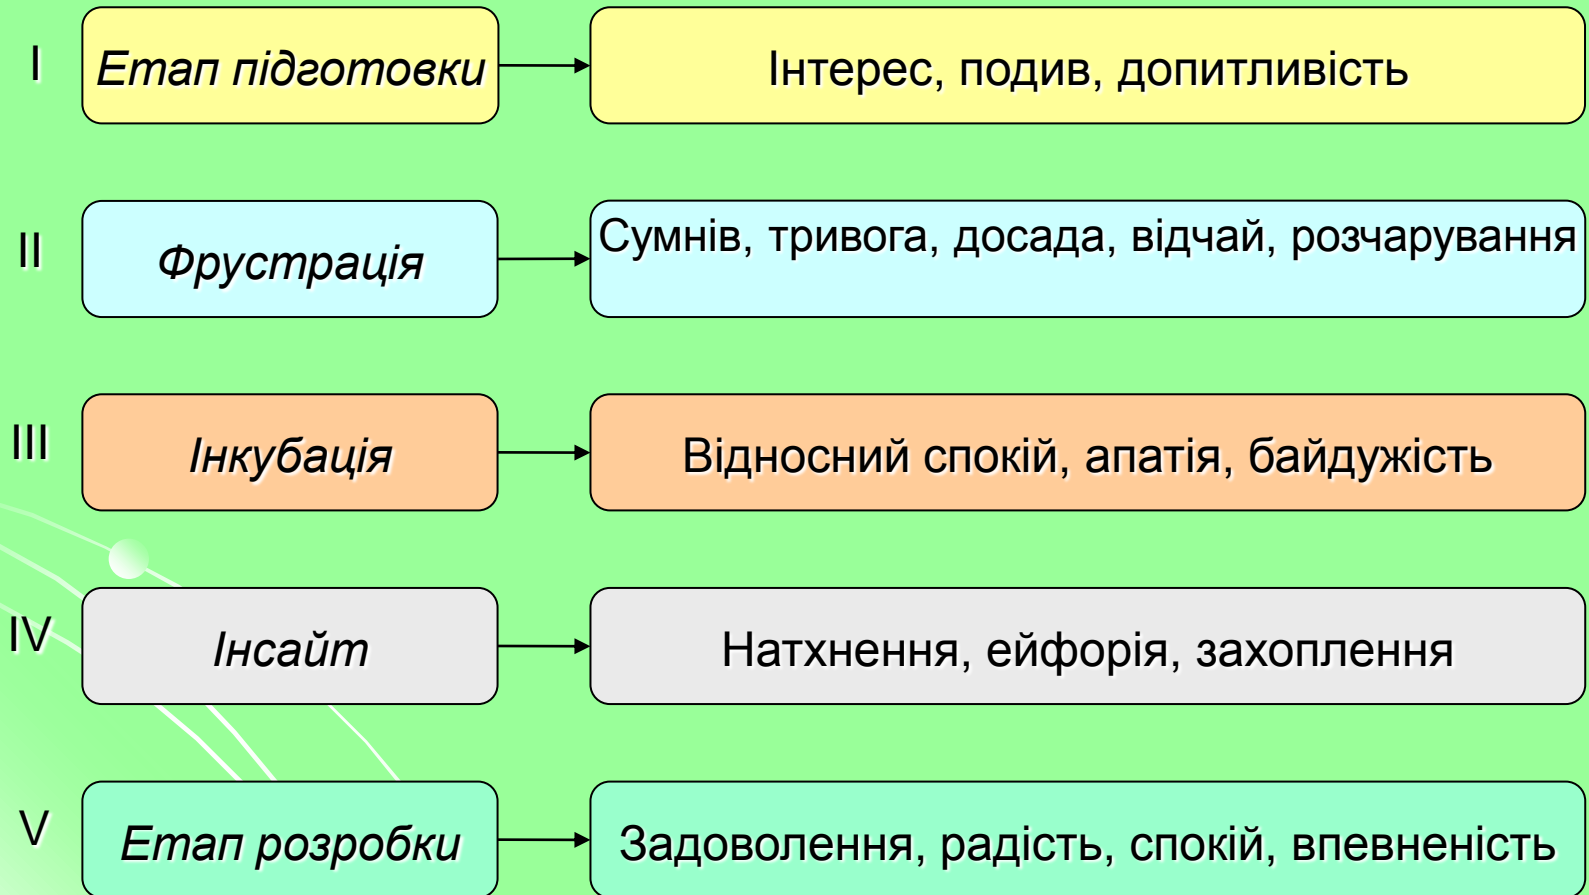 I Етап підготовки Інтерес, подив, допитливість
II Фрустрація Сумнів, тривога, досада, відчай, розчарування
III Інкубація Відносний спокій, апатія, байдужість
IV Інсайт Натхнення, ейфорія, захоплення
V Етап розробки Задоволення, радість, спокій, впевненість